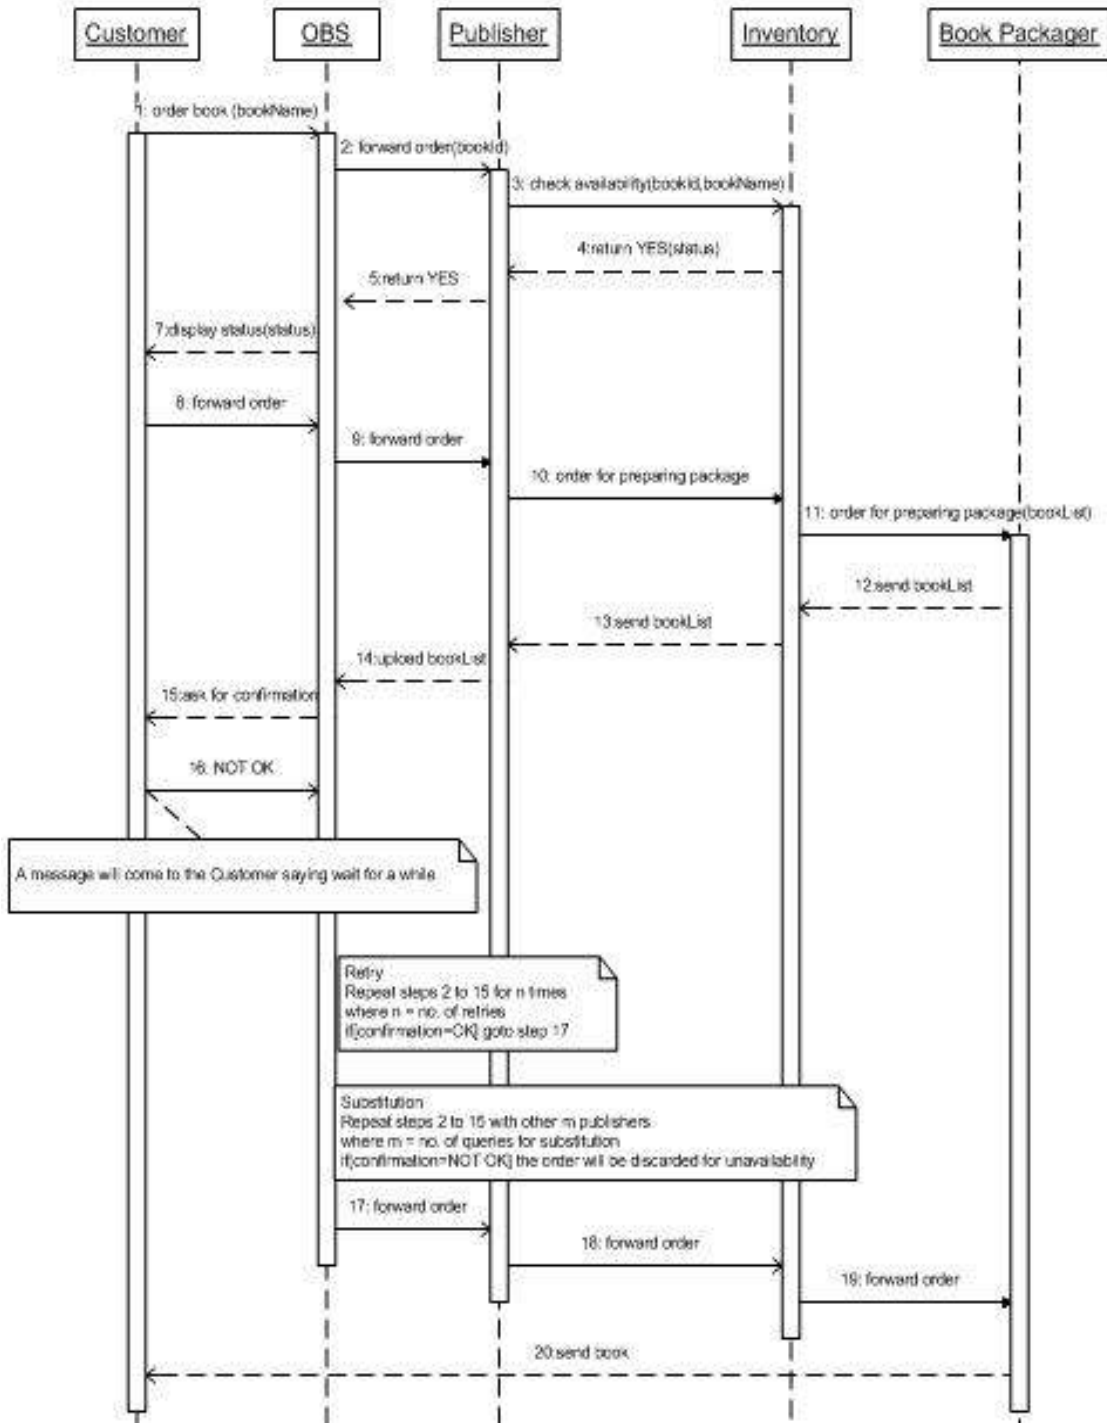 Customer
OBS
Publisher
Inventory
Book Packager
1: order book (bookName)
2: forward order(bookId)
3: check availability(bookId,bookName)
4:return YES(status)
5:return YES
7:display status(status)
8: forward order
9: forward order
10: order for preparing package
11: order for preparing package(bookList)
12:send bookList
13:send bookList
14:upload bookList
15:ask for confirmation
16: NOT OK
A message will come to the Customer saying wait for a while
Retry
Repeat steps 2 to 15 for n times
where n = no. of retries
if[confirmation=OK] goto step 17
Substitution
Repeat steps 2 to 15 with other m publishers
where m = no. of queries for substitution
if[confirmation=NOT OK] the order will be discarded for unavailability
17: forward order
18: forward order
19: forward order
20:send book